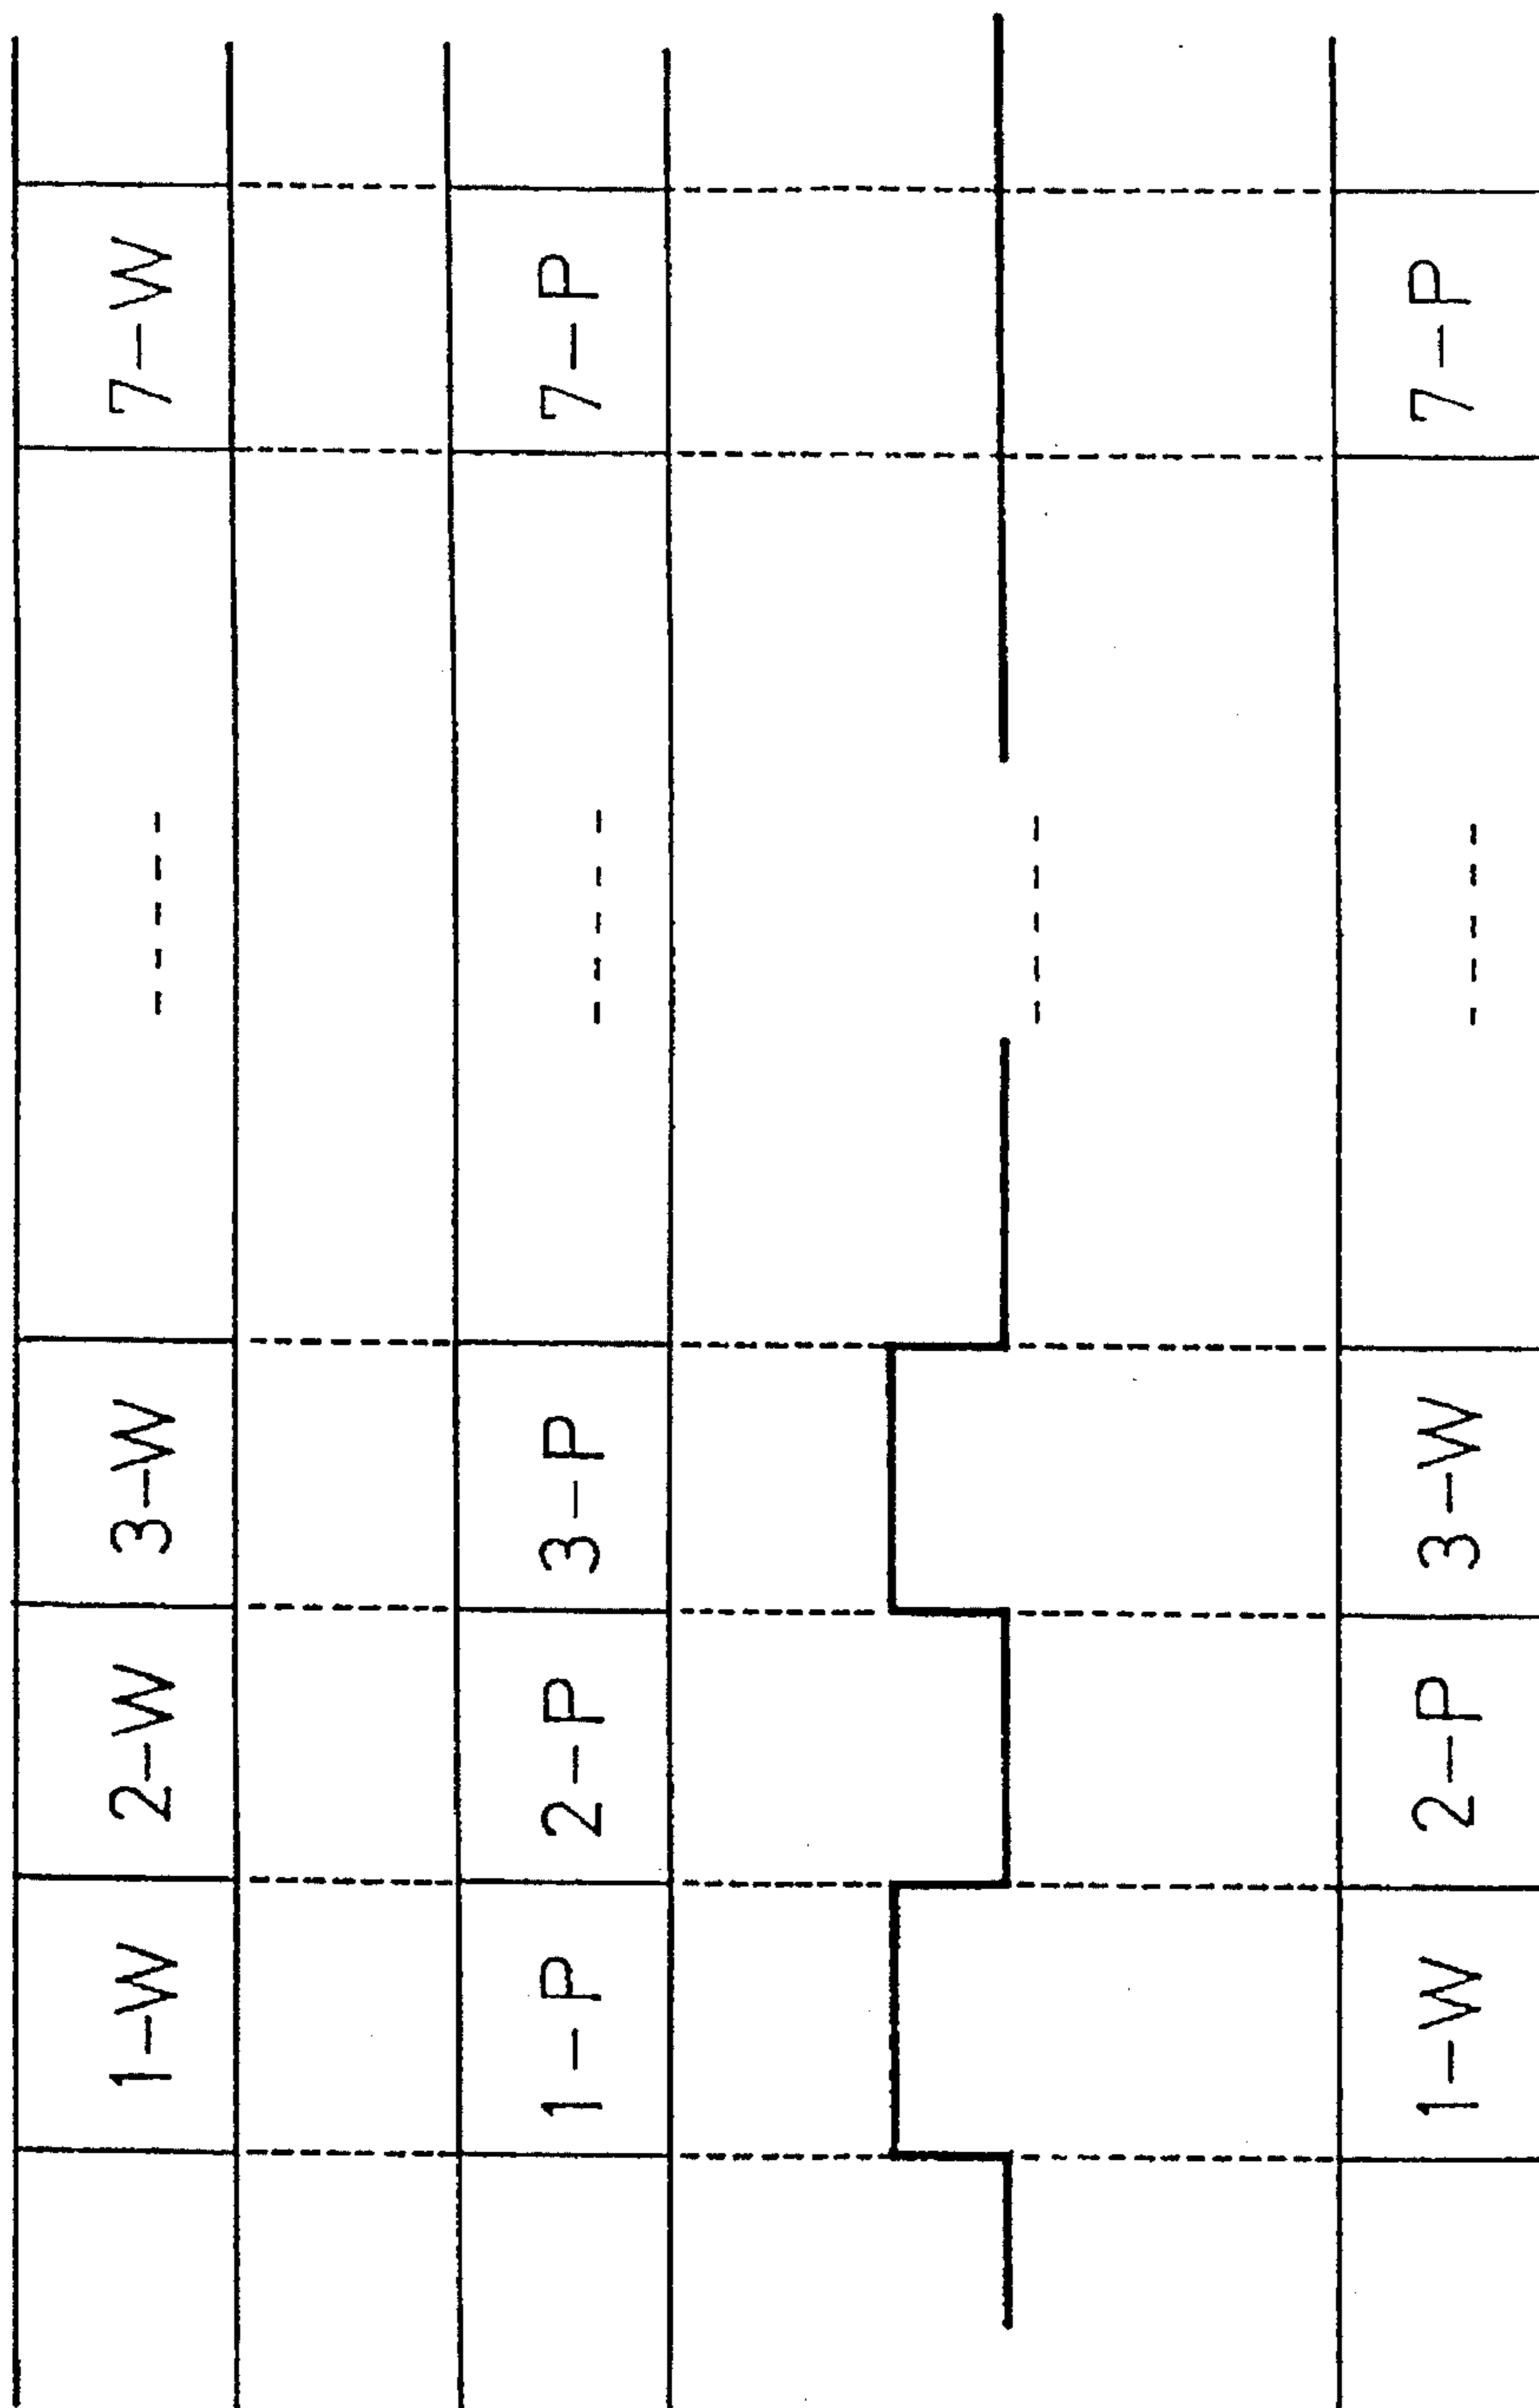 1-W 2-W 3-W ----- 7-W
1-P 2-P 3-P ----- 7-P
-----
1-W 2-P 3-W ----- 7-P